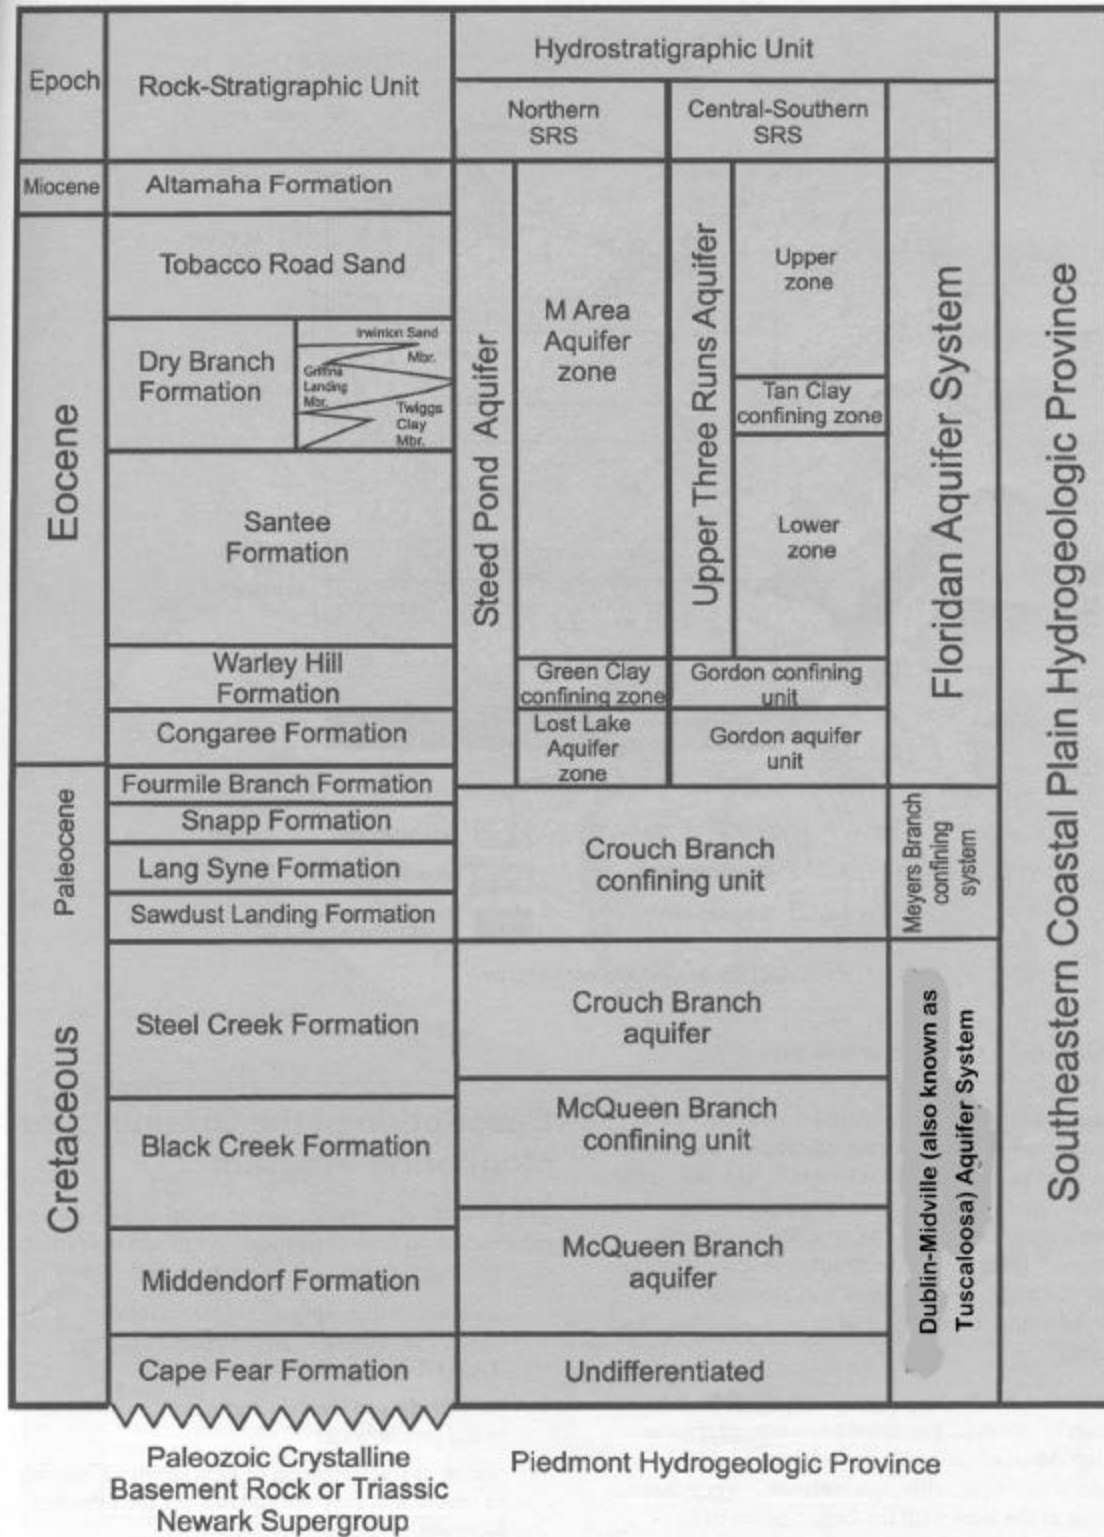 Epoch
Rock-Stratigraphic Unit
Hydrostratigraphic Unit
Northern
SRS
Central-Southern
SRS
Miocene
Altamaha Formation
Eocene
Tobacco Road Sand
Dry Branch
Formation
Irwinton Sand
Mbr.
Griffins
Landing
Mbr.
Twiggs
Clay
Mbr.
Santee
Formation
Warley Hill
Formation
Congaree Formation
Paleocene
Fourmile Branch Formation
Snapp Formation
Lang Syne Formation
Sawdust Landing Formation
Cretaceous
Steel Creek Formation
Black Creek Formation
Middendorf Formation
Cape Fear Formation
Steed Pond Aquifer
M Area
Aquifer
zone
Green Clay
confining zone
Lost Lake
Aquifer
zone
Upper Three Runs Aquifer
Upper
zone
Tan Clay
confining zone
Lower
zone
Gordon confining
unit
Gordon aquifer
unit
Crouch Branch
confining unit
Crouch Branch
aquifer
McQueen Branch
confining unit
McQueen Branch
aquifer
Undifferentiated
Floridan Aquifer System
Meyers Branch
confining
system
Dublin-Midville (also known as
Tuscaloosa) Aquifer System
Southeastern Coastal Plain Hydrogeologic Province
Paleozoic Crystalline
Basement Rock or Triassic
Newark Supergroup
Piedmont Hydrogeologic Province